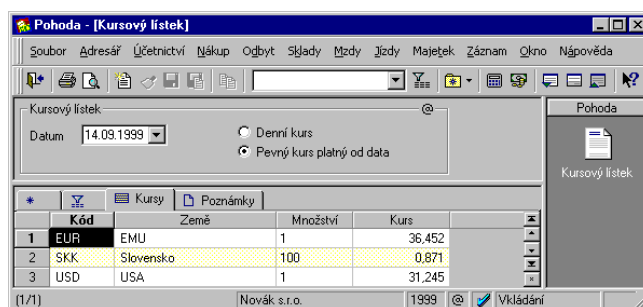 Pohoda - [Kursový lístek]
Soubor Adresář Účetnictví Nákup Odbyt Sklady Mzdy Jízdy Majetek Záznam Okno Nápověda
Kursový lístek @
Datum 14.09.1999
Denní kurs
Pevný kurs platný od data
Pohoda
Kursový lístek
* Kursy Poznámky
Kód Země Množství Kurs
1 EUR EMU 1 36,452
2 SKK Slovensko 100 0,871
3 USD USA 1 31,245
(1/1) Novák s.r.o. 1999 @ Vkládání